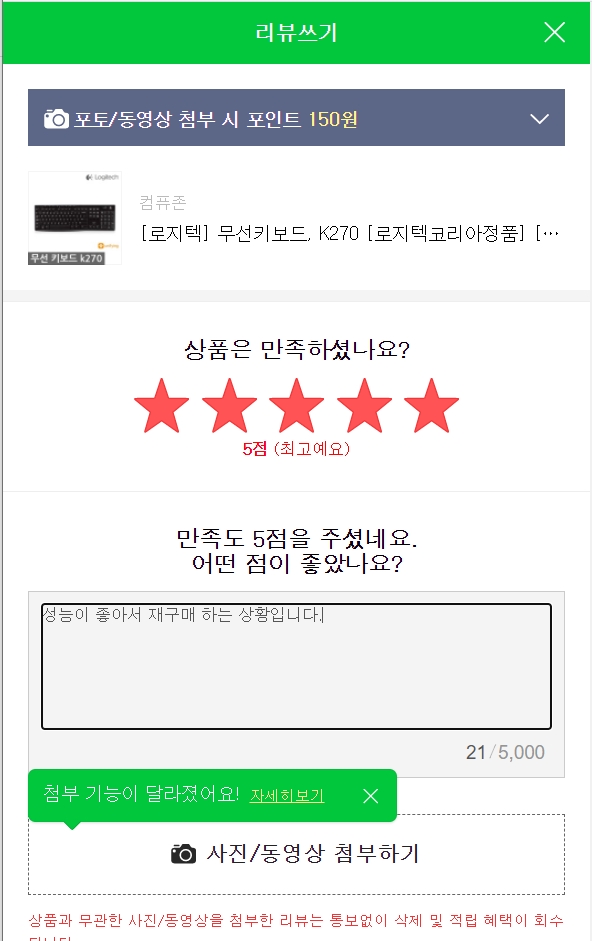 리뷰쓰기
포토/동영상 첨부 시 포인트 150원
Logitech
무선 키보드 k270
컴퓨존
[로지텍] 무선키보드, K270 [로지텍코리아정품] […
상품은 만족하셨나요?
5점 (최고예요)
만족도 5점을 주셨네요.
어떤 점이 좋았나요?
성능이 좋아서 재구매 하는 상황입니다.
21/5,000
첨부 기능이 달라졌어요! 자세히보기
사진/동영상 첨부하기
상품과 무관한 사진/동영상을 첨부한 리뷰는 통보없이 삭제 및 적립 혜택이 회수